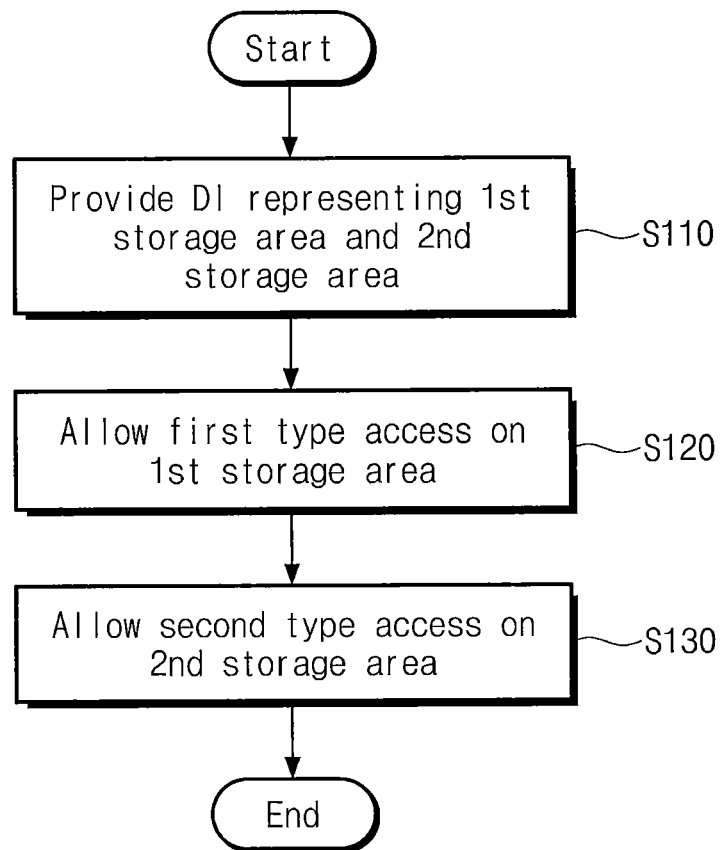 Start
Provide DI representing 1st
storage area and 2nd
storage area
S110
Allow first type access on
1st storage area
S120
Allow second type access on
2nd storage area
S130
End